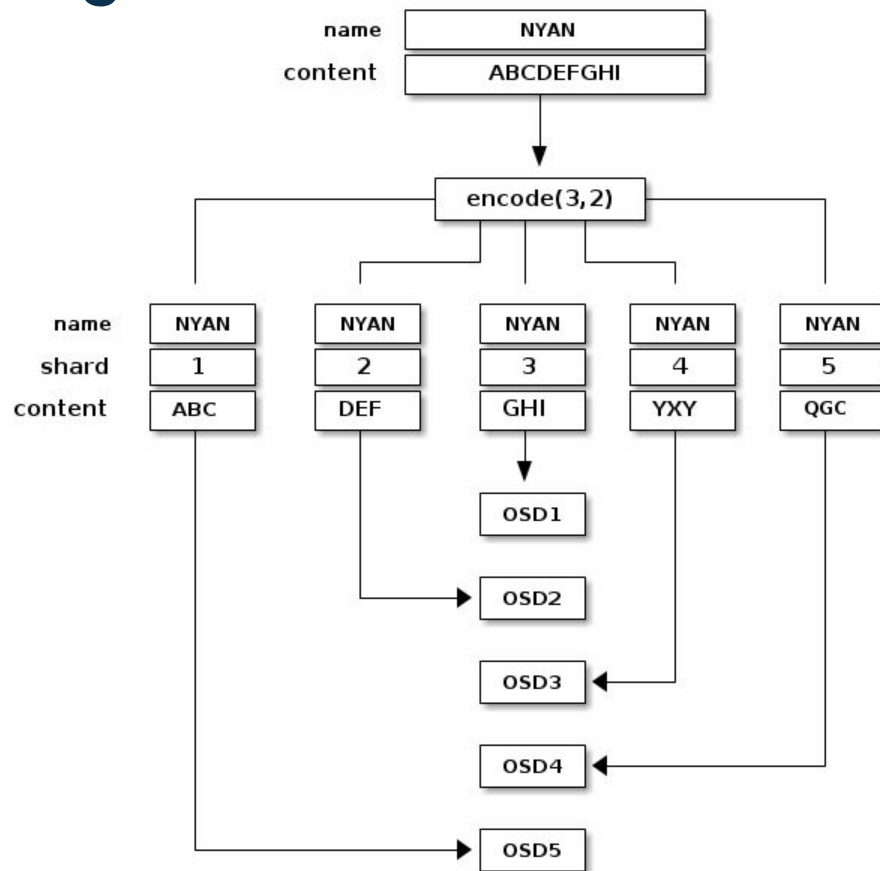 name NYAN
content ABCDEFGHI
encode(3,2)
name NYAN NYAN NYAN NYAN NYAN
shard 1 2 3 4 5
content ABC DEF GHI YXY QGC
OSD1
OSD2
OSD3
OSD4
OSD5